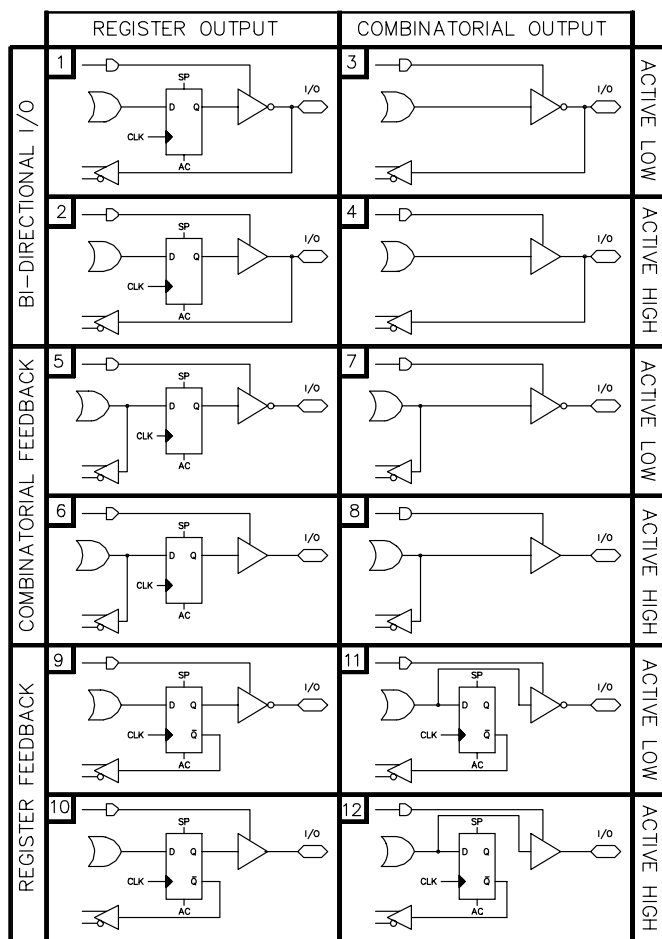 REGISTER OUTPUT
COMBINATORIAL OUTPUT
BI-DIRECTIONAL I/O
1
SP
I/O
D Q
CLK
AC
3
I/O
ACTIVE LOW
2
SP
I/O
D Q
CLK
AC
4
I/O
ACTIVE HIGH
COMBINATORIAL FEEDBACK
5
SP
I/O
D Q
CLK
AC
7
I/O
ACTIVE LOW
6
SP
I/O
D Q
CLK
AC
8
I/O
ACTIVE HIGH
REGISTER FEEDBACK
9
SP
I/O
D Q
CLK
Q̅
AC
11
SP
I/O
D Q
CLK
Q̅
AC
ACTIVE LOW
10
SP
I/O
D Q
CLK
Q̅
AC
12
SP
I/O
D Q
CLK
Q̅
AC
ACTIVE HIGH